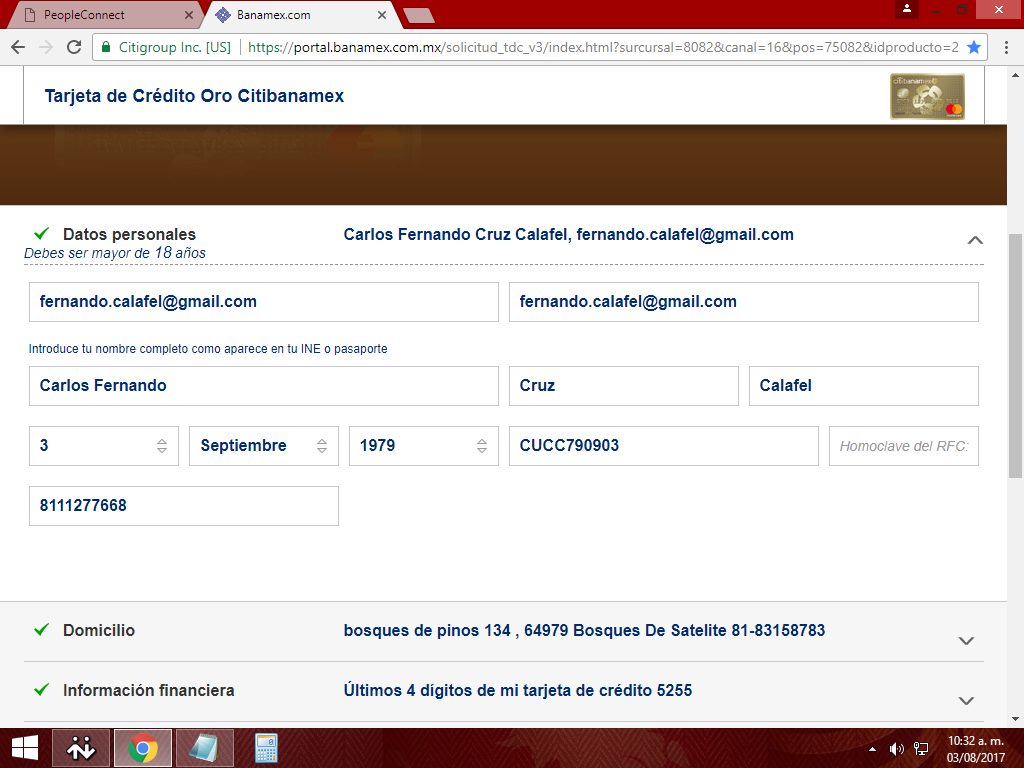 PeopleConnect
Banamex.com
Citigroup Inc. [US] https://portal.banamex.com.mx/solicitud_tdc_v3/index.html?surcursal=8082&canal=16&pos=75082&idproducto=2
Tarjeta de Crédito Oro Citibanamex
citibanamex
Datos personales Carlos Fernando Cruz Calafel, fernando.calafel@gmail.com
Debes ser mayor de 18 años
fernando.calafel@gmail.com fernando.calafel@gmail.com
Introduce tu nombre completo como aparece en tu INE o pasaporte
Carlos Fernando Cruz Calafel
3 Septiembre 1979 CUCC790903 Homoclave del RFC:
8111277668
Domicilio bosques de pinos 134 , 64979 Bosques De Satelite 81-83158783
Información financiera Últimos 4 dígitos de mi tarjeta de crédito 5255
10:32 a. m.
03/08/2017